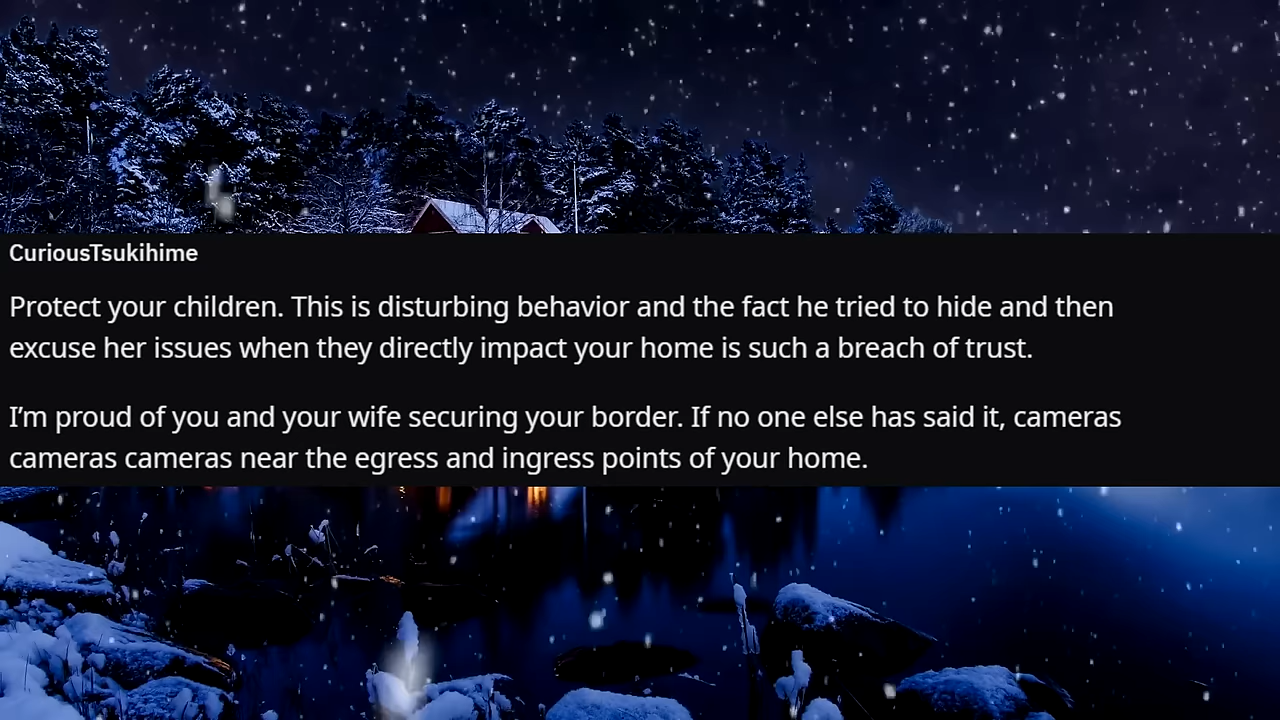 CuriousTsukihime
Protect your children. This is disturbing behavior and the fact he tried to hide and then
excuse her issues when they directly impact your home is such a breach of trust.
I’m proud of you and your wife securing your border. If no one else has said it, cameras
cameras cameras near the egress and ingress points of your home.